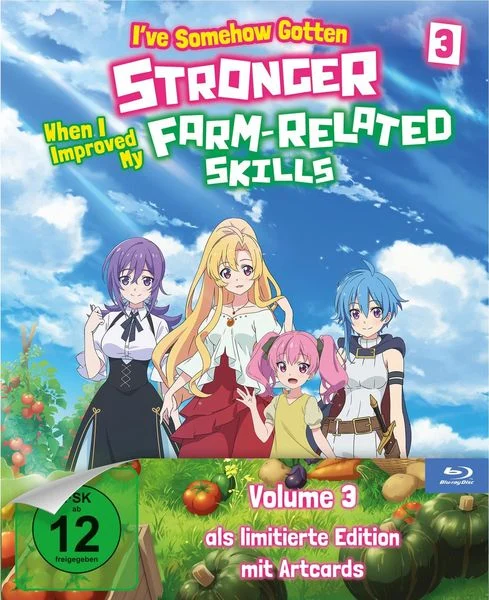 I've Somehow Gotten
3
STRONGER
When I
Improved
My
FARM-RELATED
SKILLS
Blu-ray Disc
Volume 3
als limitierte Edition
mit Artcards
SK
ab
12
freigegeben